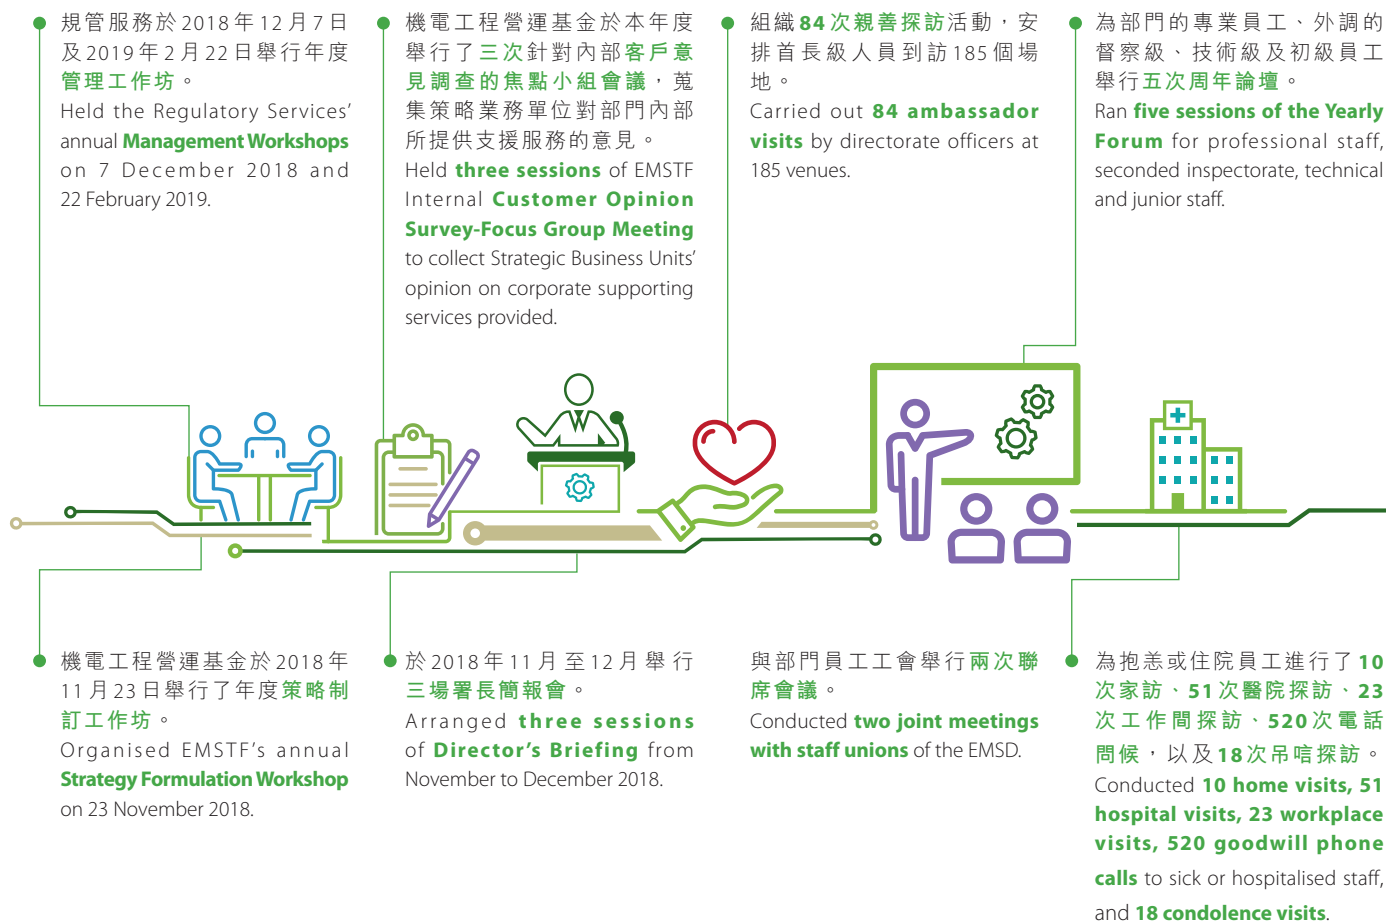 規管服務於2018年12月7日
及2019年2月22日舉行年度
管理工作坊。
Held the Regulatory Services’
annual Management Workshops
on 7 December 2018 and
22 February 2019.
機電工程營運基金於本年度
舉行了三次針對內部客戶意
見調查的焦點小組會議，蒐
集策略業務單位對部門內部
所提供支援服務的意見。
Held three sessions of EMSTF
Internal Customer Opinion
Survey-Focus Group Meeting
to collect Strategic Business Units’
opinion on corporate supporting
services provided.
組織84次親善探訪活動，安
排首長級人員到訪185個場
地。
Carried out 84 ambassador
visits by directorate officers at
185 venues.
為部門的專業員工、外調的
督察級、技術級及初級員工
舉行五次周年論壇。
Ran five sessions of the Yearly
Forum for professional staff,
seconded inspectorate, technical
and junior staff.
機電工程營運基金於2018年
11月23日舉行了年度策略制
訂工作坊。
Organised EMSTF’s annual
Strategy Formulation Workshop
on 23 November 2018.
於2018年11月至12月舉行
三場署長簡報會。
Arranged three sessions
of Director’s Briefing from
November to December 2018.
與部門員工工會舉行兩次聯
席會議。
Conducted two joint meetings
with staff unions of the EMSD.
為抱恙或住院員工進行了10
次家訪、51次醫院探訪、23
次工作間探訪、520次電話
問候，以及18次吊唁探訪。
Conducted 10 home visits, 51
hospital visits, 23 workplace
visits, 520 goodwill phone
calls to sick or hospitalised staff,
and 18 condolence visits.